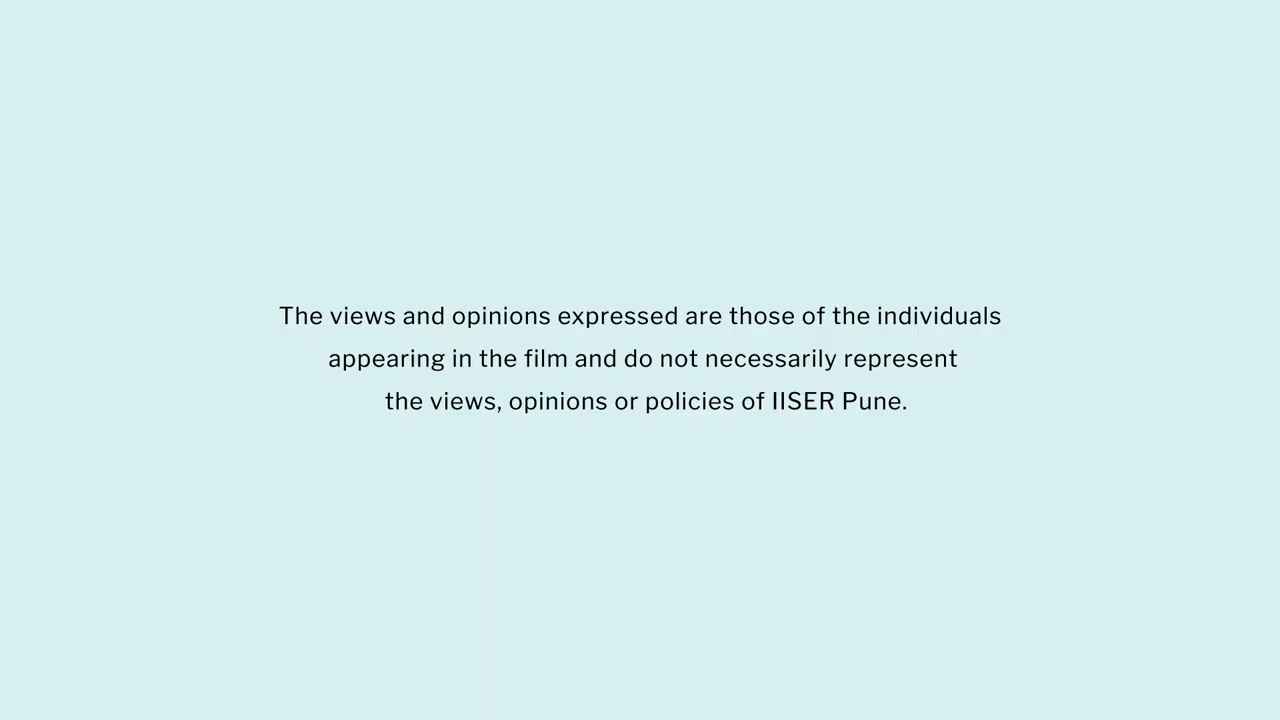 The views and opinions expressed are those of the individuals
appearing in the film and do not necessarily represent
the views, opinions or policies of IISER Pune.